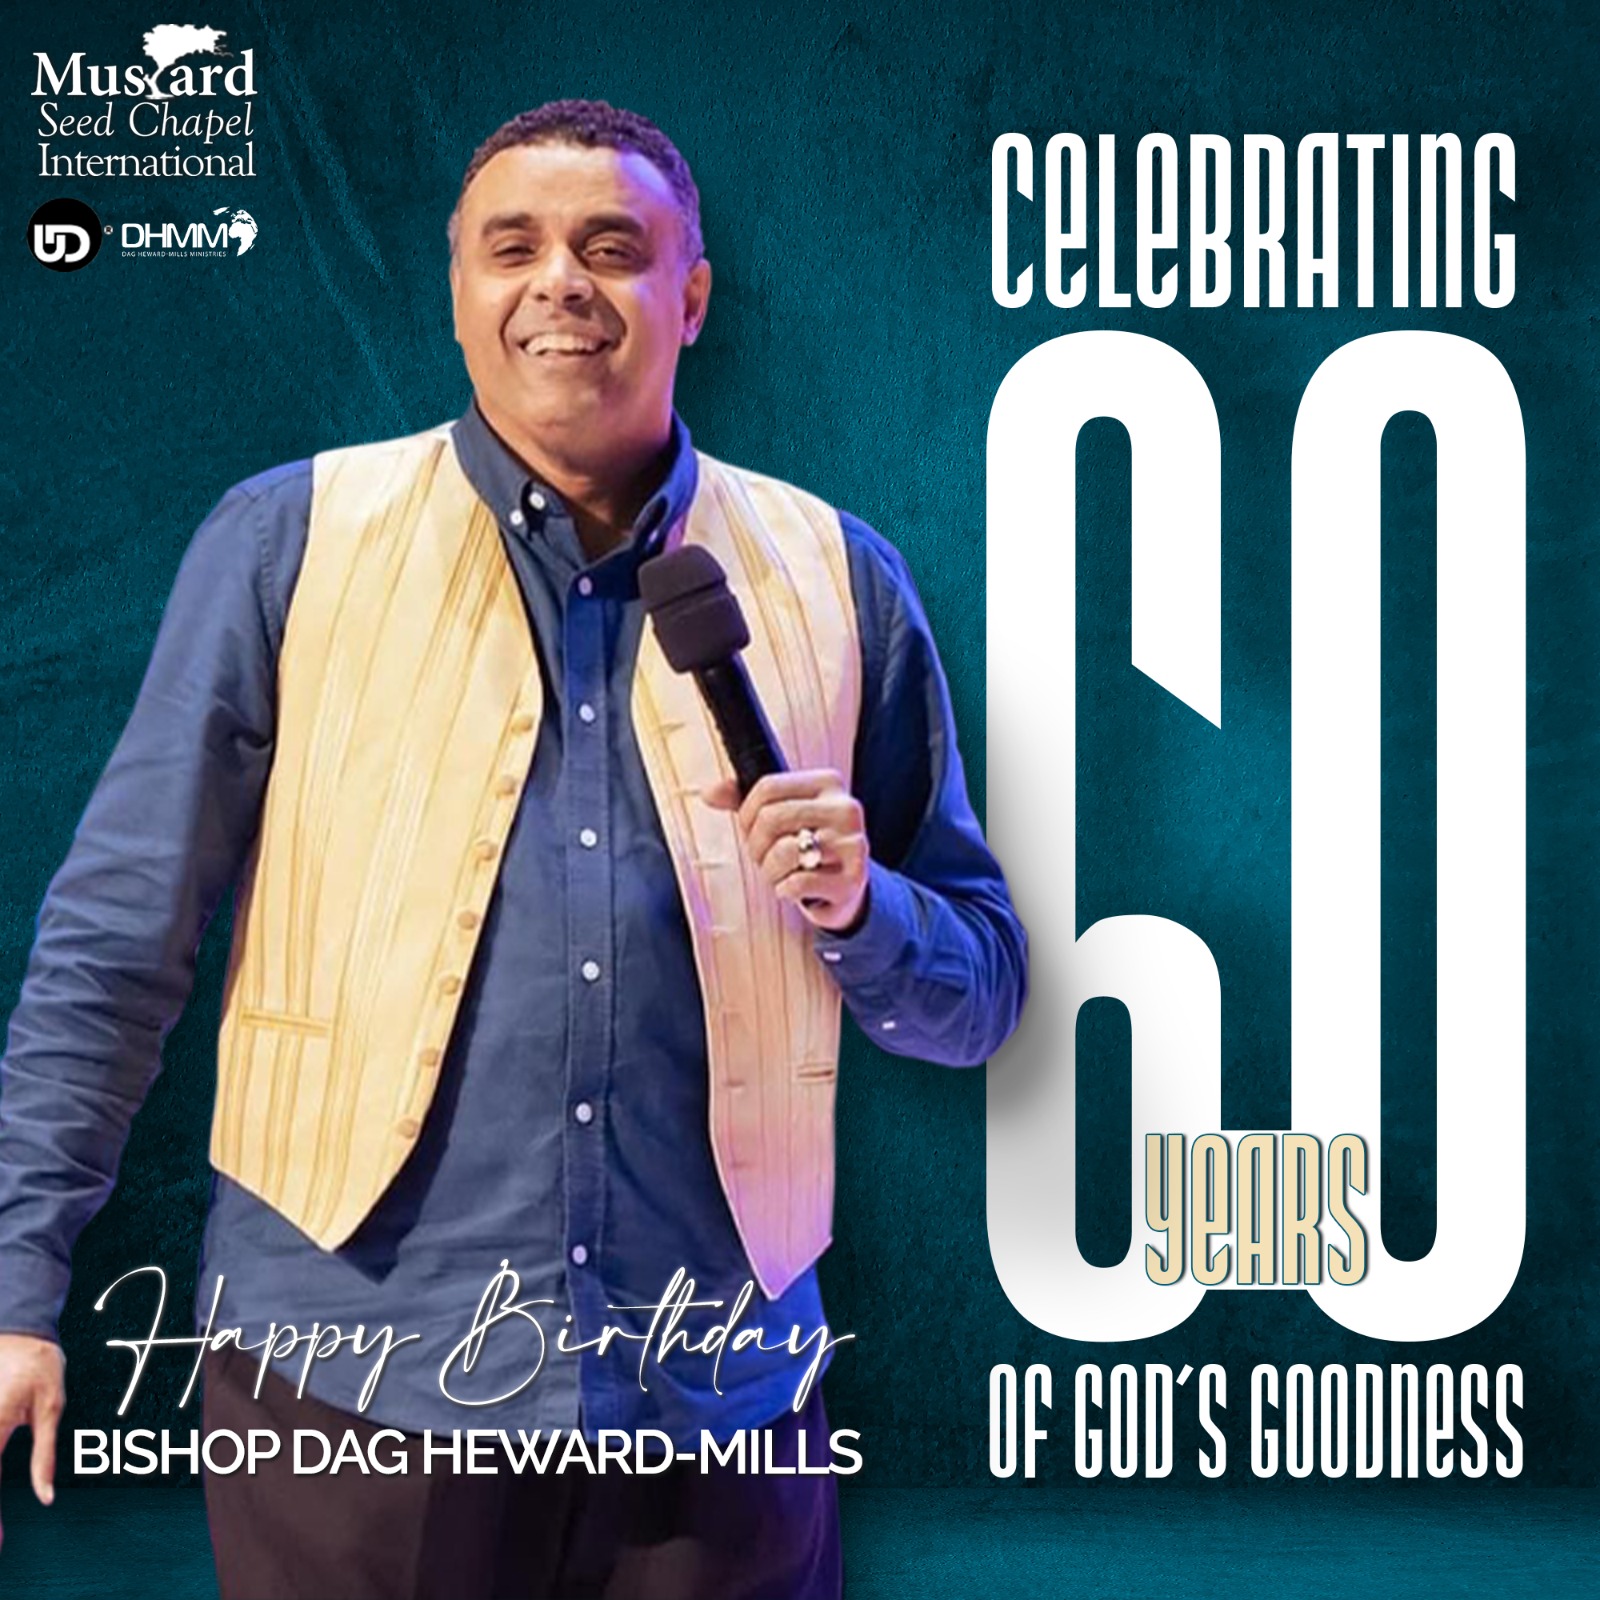 Mustard
Seed Chapel
International
UD®
DHMM
DAG HEWARD-MILLS MINISTRIES
CELEBRATING
60
YEARS
OF GOD'S GOODNESS
Happy Birthday
BISHOP DAG HEWARD-MILLS